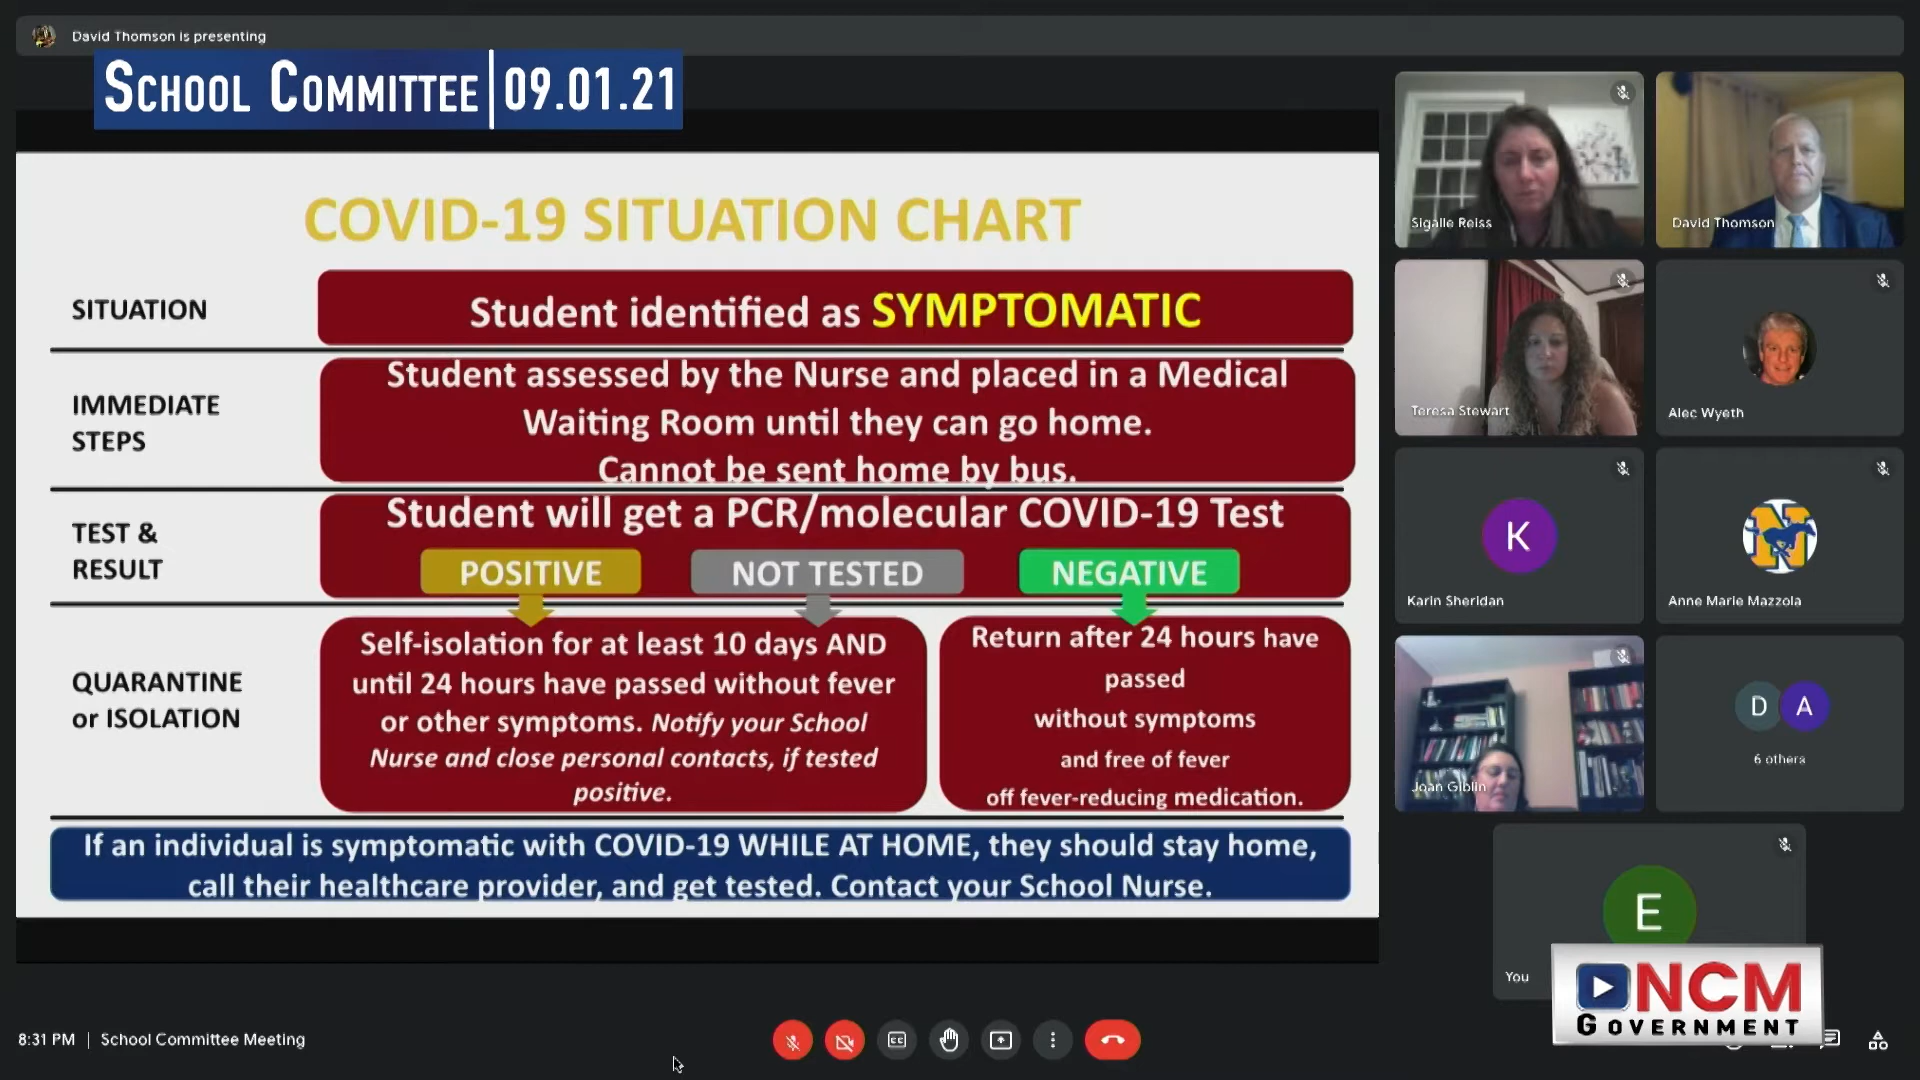 David Thomson is presenting
SCHOOL COMMITTEE | 09.01.21
COVID-19 SITUATION CHART
SITUATION
Student identified as SYMPTOMATIC
IMMEDIATE
STEPS
Student assessed by the Nurse and placed in a Medical
Waiting Room until they can go home.
Cannot be sent home by bus.
TEST &
RESULT
Student will get a PCR/molecular COVID-19 Test
POSITIVE
NOT TESTED
NEGATIVE
QUARANTINE
or ISOLATION
Self-isolation for at least 10 days AND
until 24 hours have passed without fever
or other symptoms. Notify your School
Nurse and close personal contacts, if tested
positive.
Return after 24 hours have
passed
without symptoms
and free of fever
off fever-reducing medication.
If an individual is symptomatic with COVID-19 WHILE AT HOME, they should stay home,
call their healthcare provider, and get tested. Contact your School Nurse.
Sigalle Reiss
David Thomson
Teresa Stewart
Alec Wyeth
K
Karin Sheridan
N
Anne Marie Mazzola
Joan Giblin
D A
6 others
E
You
NCM
GOVERNMENT
8:31 PM | School Committee Meeting
CC